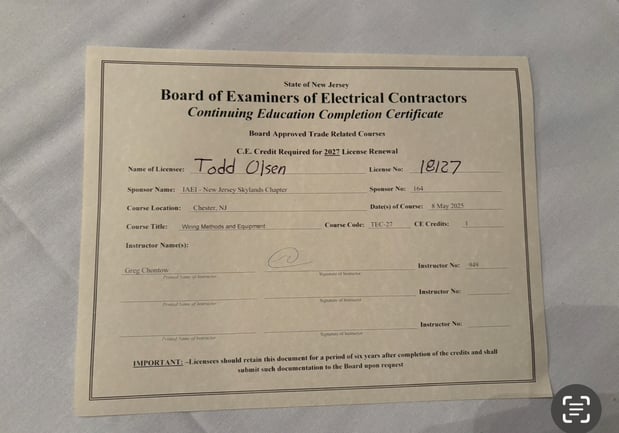 State of New Jersey
Board of Examiners of Electrical Contractors
Continuing Education Completion Certificate
Board Approved Trade Related Courses
C.E. Credit Required for 2027 License Renewal
Name of Licensee: Todd Olsen License No: 18127
Sponsor Name: IAEI - New Jersey Skylands Chapter Sponsor No: 164
Course Location: Chester, NJ Date(s) of Course: 8 May 2025
Course Title: Wiring Methods and Equipment Course Code: TEC-27 CE Credits: 1
Instructor Name(s):
Greg Chontow Instructor No:
Printed Name of Instructor Signature of Instructor
Instructor No:
Printed Name of Instructor Signature of Instructor
Instructor No:
Printed Name of Instructor Signature of Instructor
IMPORTANT: –Licensees should retain this document for a period of six years after completion of the credits and shall
submit such documentation to the Board upon request